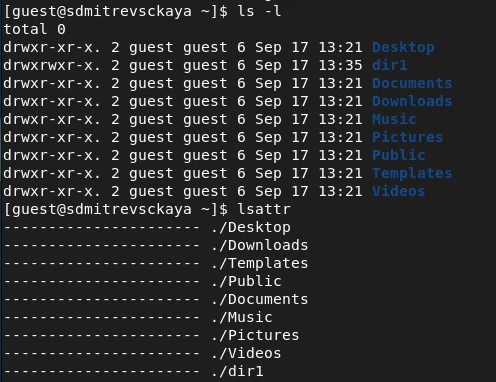 [guest@sdmitrevsckaya ~]$ ls -l
total 0
drwxr-xr-x. 2 guest guest 6 Sep 17 13:21 Desktop
drwxrwxr-x. 2 guest guest 6 Sep 17 13:35 dir1
drwxr-xr-x. 2 guest guest 6 Sep 17 13:21 Documents
drwxr-xr-x. 2 guest guest 6 Sep 17 13:21 Downloads
drwxr-xr-x. 2 guest guest 6 Sep 17 13:21 Music
drwxr-xr-x. 2 guest guest 6 Sep 17 13:21 Pictures
drwxr-xr-x. 2 guest guest 6 Sep 17 13:21 Public
drwxr-xr-x. 2 guest guest 6 Sep 17 13:21 Templates
drwxr-xr-x. 2 guest guest 6 Sep 17 13:21 Videos
[guest@sdmitrevsckaya ~]$ lsattr
---------------------- ./Desktop
---------------------- ./Downloads
---------------------- ./Templates
---------------------- ./Public
---------------------- ./Documents
---------------------- ./Music
---------------------- ./Pictures
---------------------- ./Videos
---------------------- ./dir1